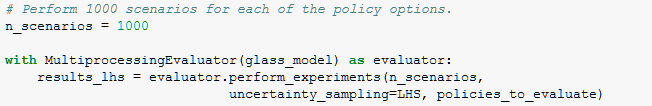 # Perform 1000 scenarios for each of the policy options.
n_scenarios = 1000
with MultiprocessingEvaluator(glass_model) as evaluator:
results_lhs = evaluator.perform_experiments(n_scenarios,
uncertainty_sampling=LHS, policies_to_evaluate)